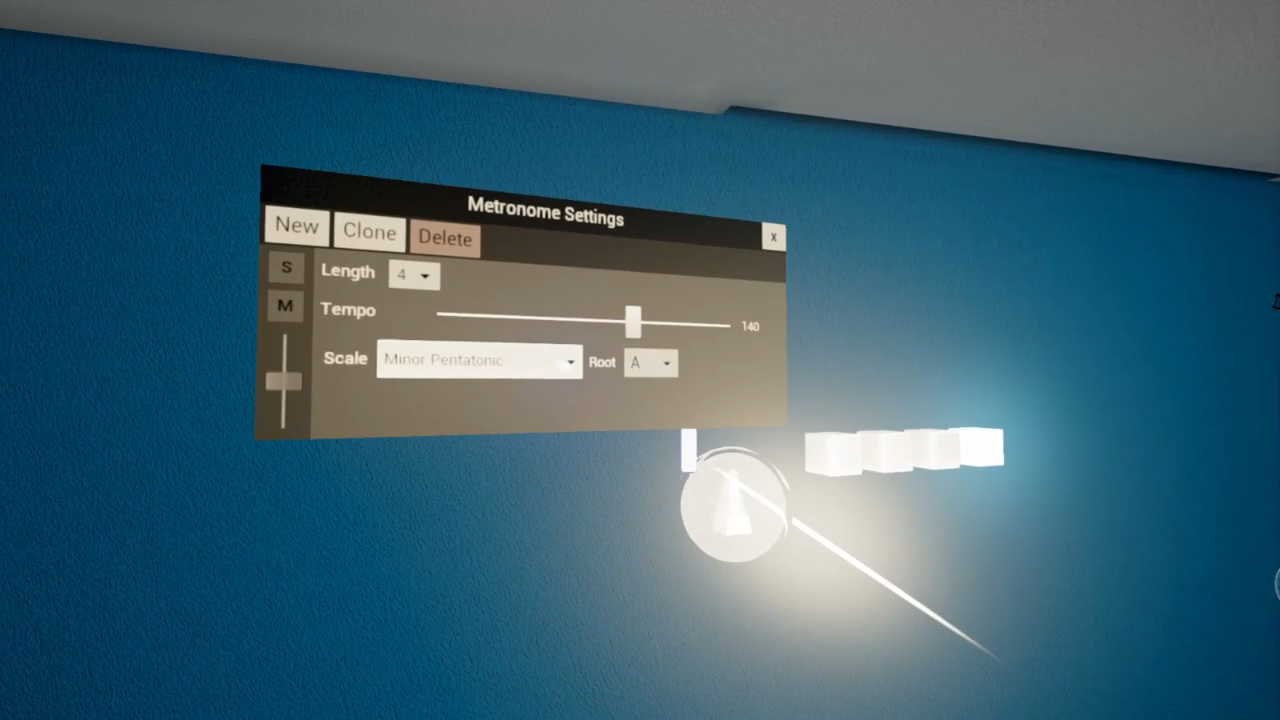 Metronome Settings
x
New Clone Delete
S
Length 4
M
Tempo 140
Scale Minor Pentatonic Root A